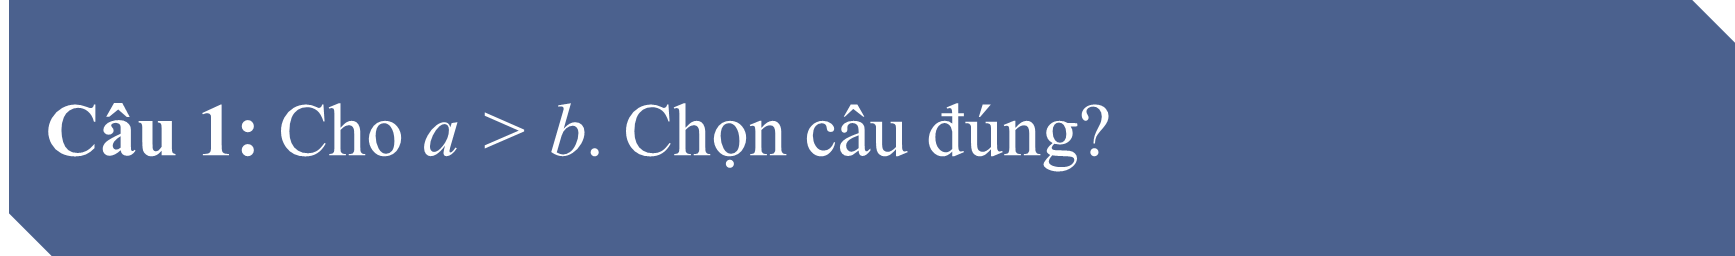 Câu 1: Cho a > b. Chọn câu đúng?